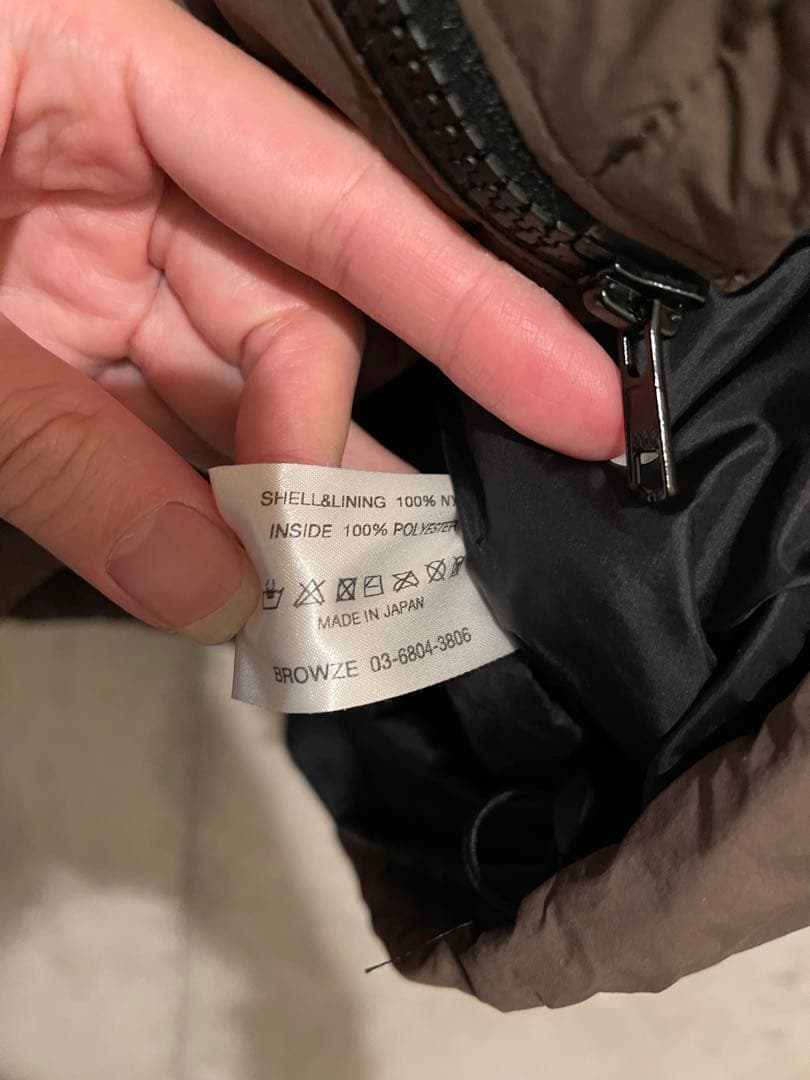 SHELL&LINING 100% NY
INSIDE 100% POLYESTER
MADE IN JAPAN
BROWZE 03-6804-3806